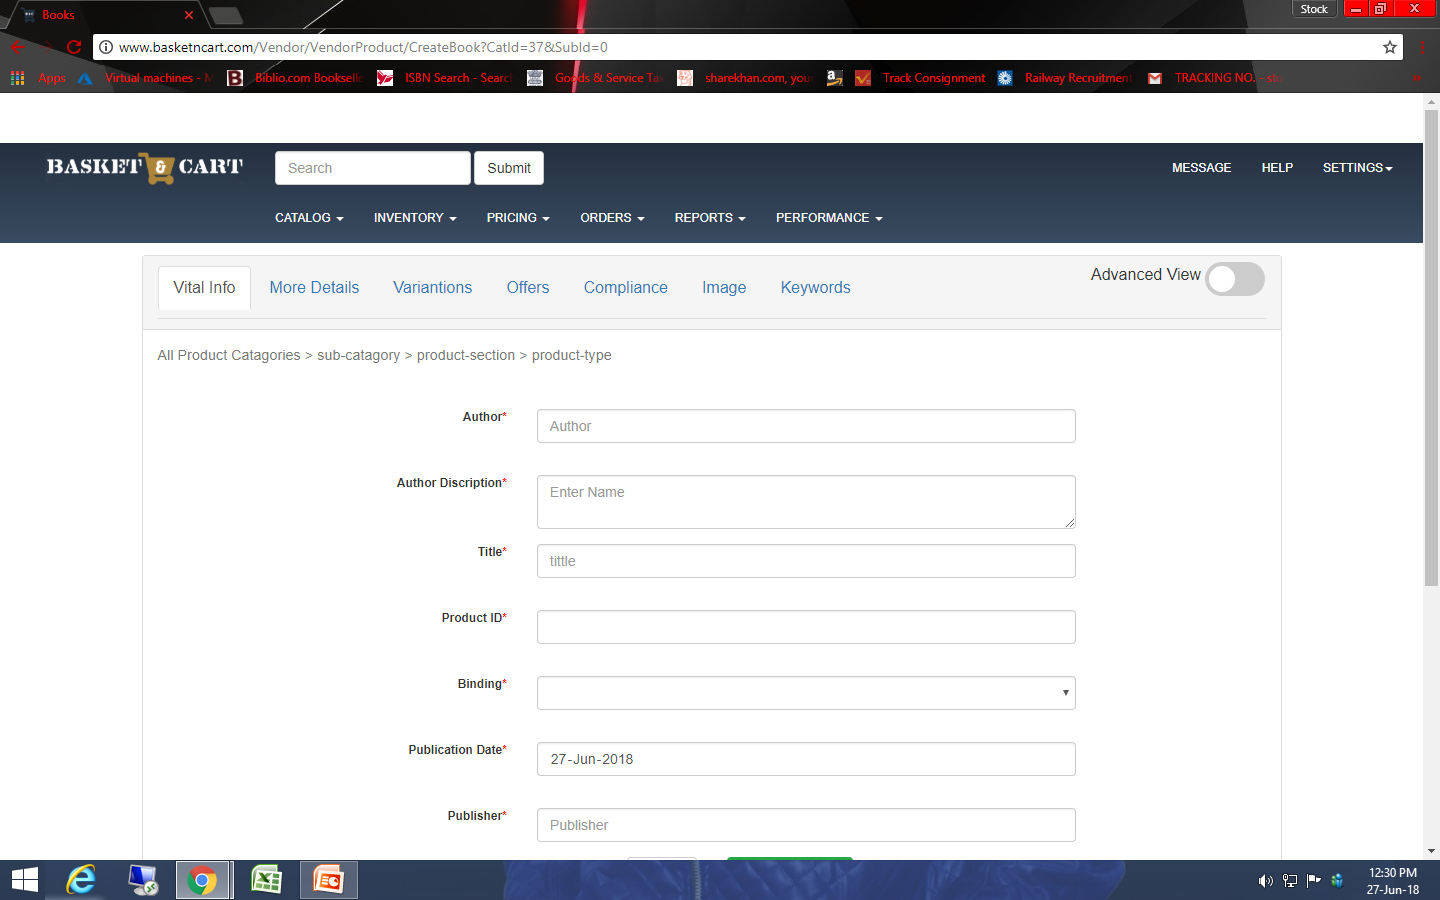 Books
Stock
www.basketncart.com/Vendor/VendorProduct/CreateBook?CatId=37&SubId=0
Apps Virtual machines - M Biblio.com Bookselle ISBN Search - Search Goods & Service Tax sharekhan.com, your Track Consignment Railway Recruitment TRACKING NO. -
BASKET & CART Search Submit MESSAGE HELP SETTINGS
CATALOG INVENTORY PRICING ORDERS REPORTS PERFORMANCE
Advanced View
Vital Info More Details Variantions Offers Compliance Image Keywords
All Product Catagories > sub-catagory > product-section > product-type
Author* Author
Author Discription* Enter Name
Title* tittle
Product ID*
Binding*
Publication Date* 27-Jun-2018
Publisher* Publisher
12:30 PM
27-Jun-18